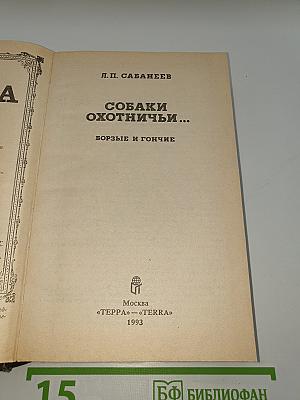 А
Л.П. САБАНЕЕВ
СОБАКИ
ОХОТНИЧЬИ...
БОРЗЫЕ И ГОНЧИЕ
Москва
«ТЕРРА» — «TERRA»
1993
15
БФ БИБЛИОФАН